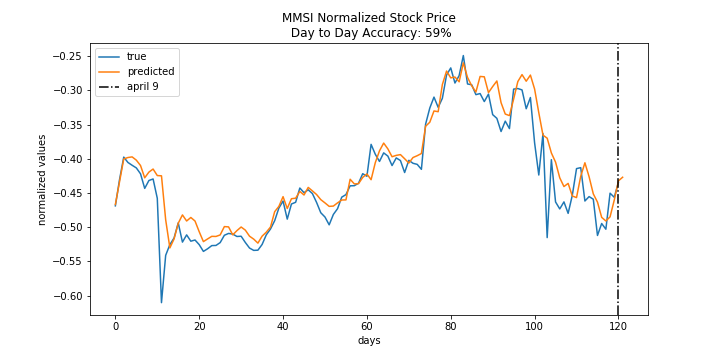 MMSI Normalized Stock Price
Day to Day Accuracy: 59%
true
predicted
april 9
normalized values
−0.25
−0.30
−0.35
−0.40
−0.45
−0.50
−0.55
−0.60
0
20
40
60
80
100
120
days